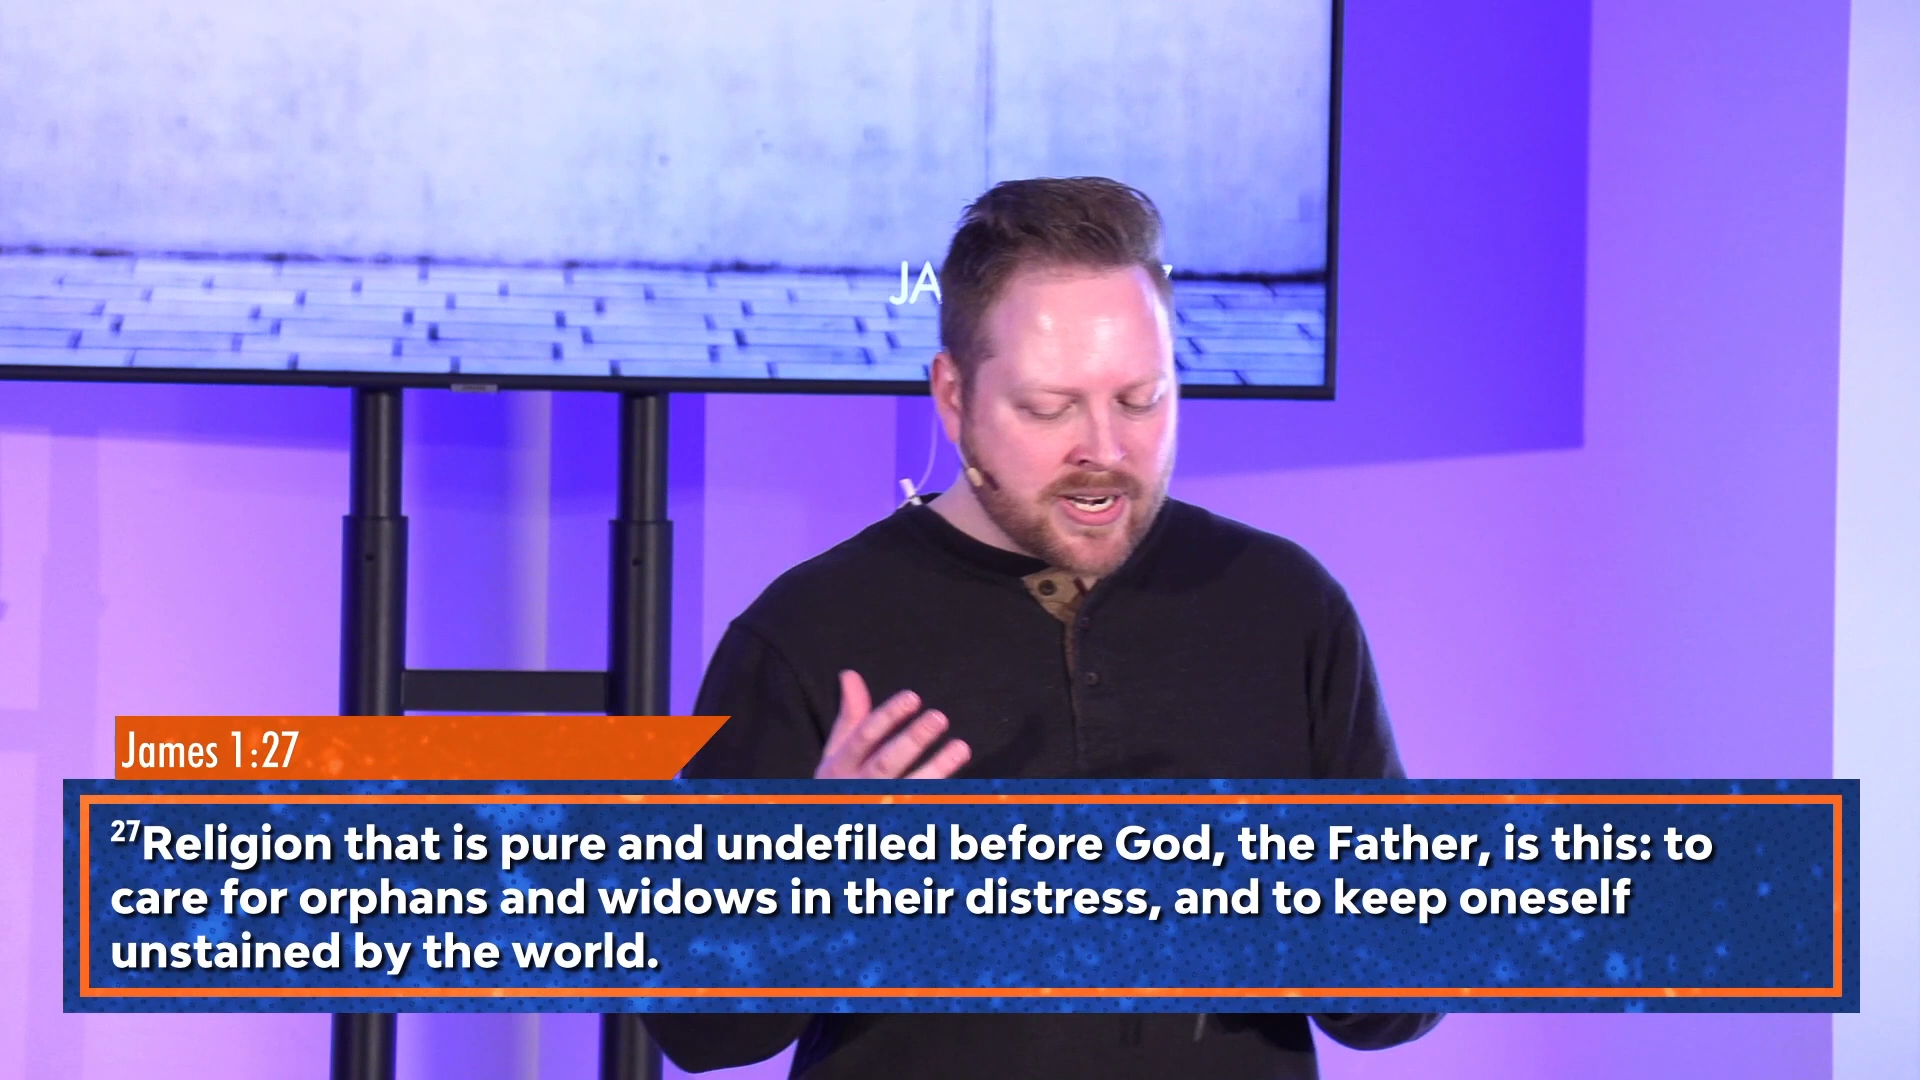 JA
James 1:27
27Religion that is pure and undefiled before God, the Father, is this: to
care for orphans and widows in their distress, and to keep oneself
unstained by the world.